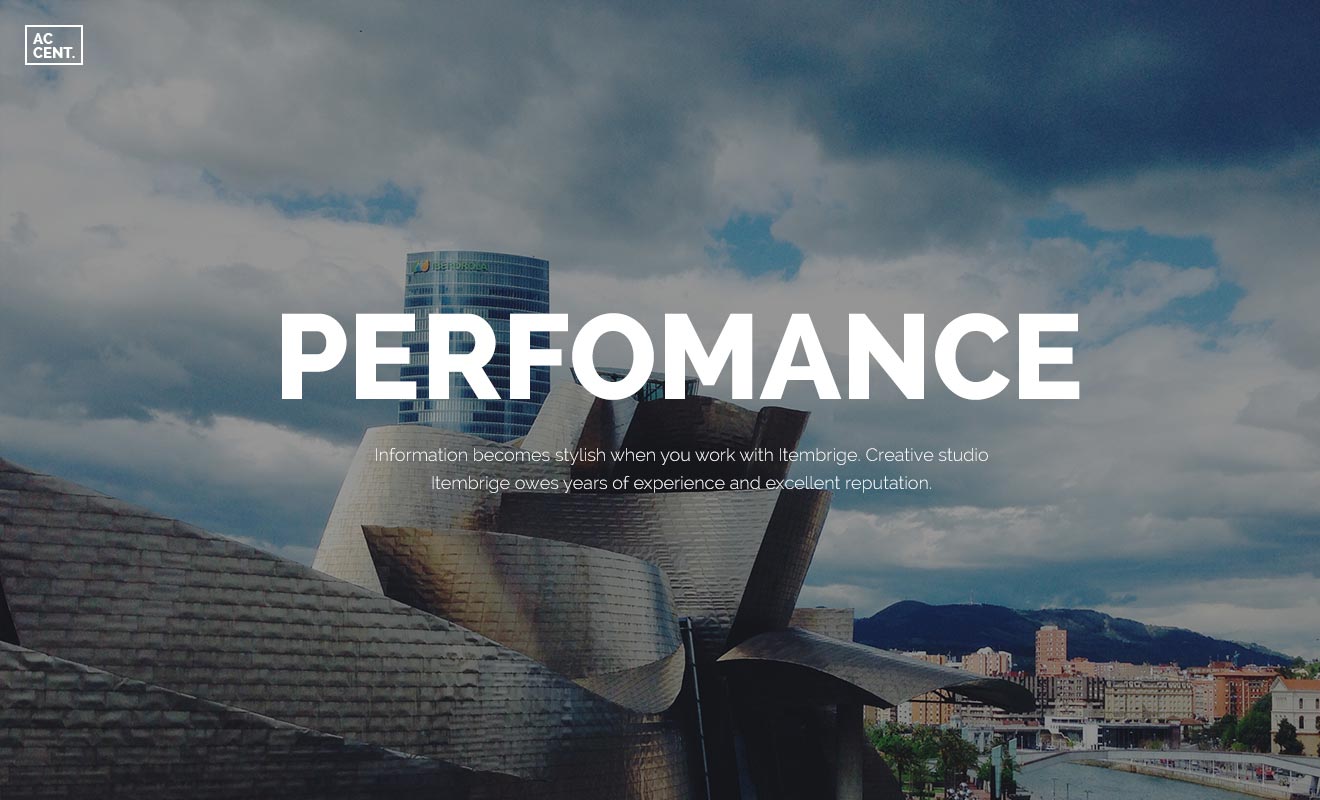 AC
CENT.
IBERDROLA
PERFOMANCE
Information becomes stylish when you work with Itembrige. Creative studio
Itembrige owes years of experience and excellent reputation.